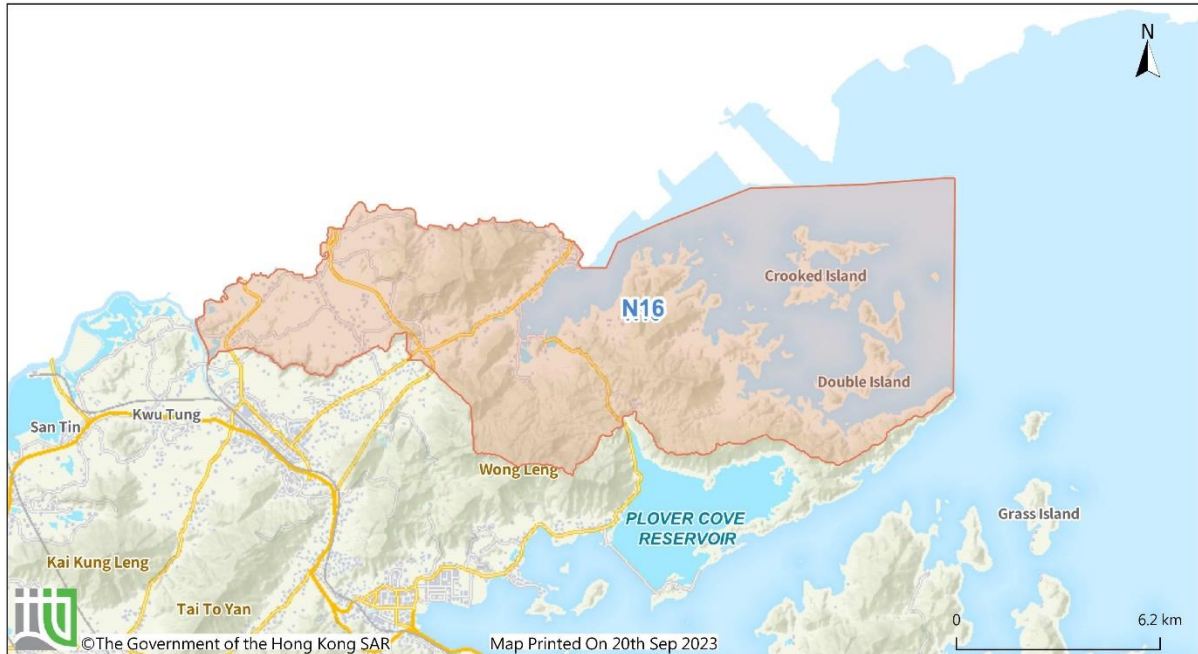 N
Crooked Island
N16
Double Island
San Tin
Kwu Tung
Wong Leng
PLOVER COVE
RESERVOIR
Grass Island
Kai Kung Leng
Tai To Yan
0 6.2 km
©The Government of the Hong Kong SAR Map Printed On 20th Sep 2023